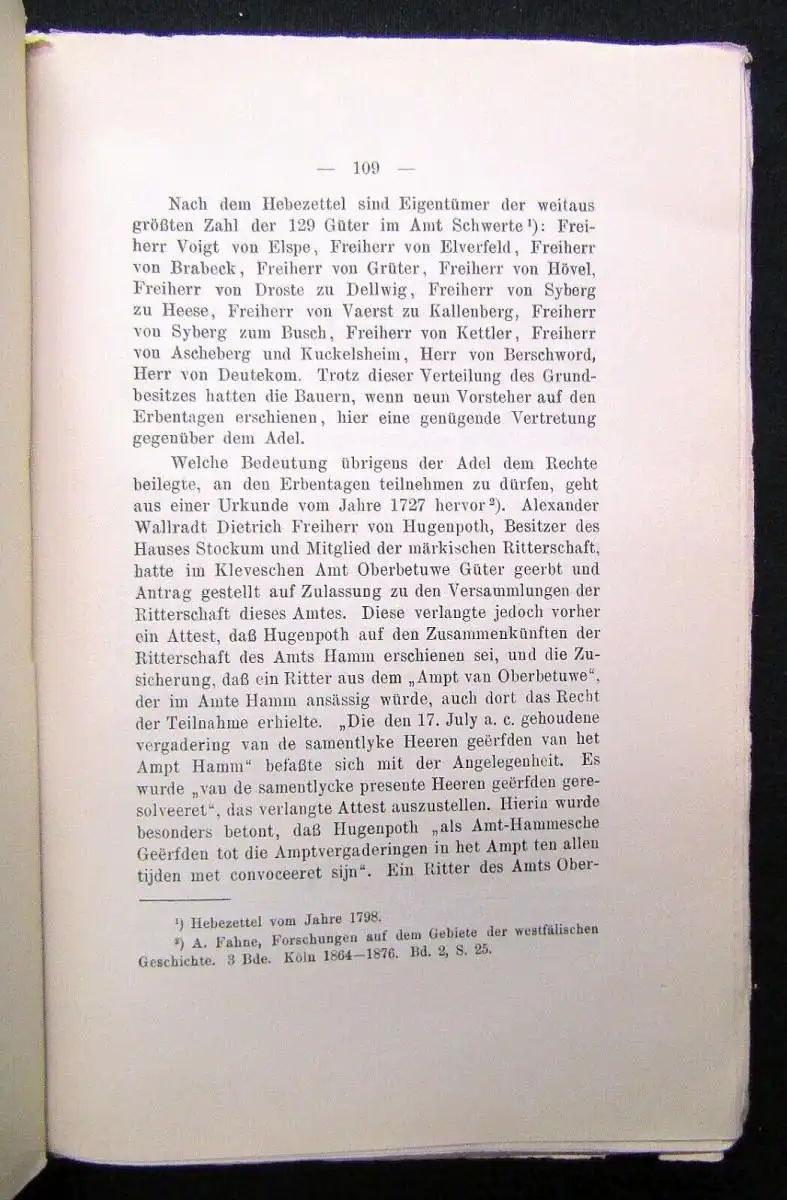 — 109 —
Nach dem Hebezettel sind Eigentümer der weitaus
größten Zahl der 129 Güter im Amt Schwerte¹): Frei-
herr Voigt von Elspe, Freiherr von Elverfeld, Freiherr
von Brabeck, Freiherr von Grüter, Freiherr von Hövel,
Freiherr von Droste zu Dellwig, Freiherr von Syberg
zu Heese, Freiherr von Vaerst zu Kallenberg, Freiherr
von Syberg zum Busch, Freiherr von Kettler, Freiherr
von Ascheberg und Kuckelsheim, Herr von Berschword,
Herr von Deutekom. Trotz dieser Verteilung des Grund-
besitzes hatten die Bauern, wenn neun Vorsteher auf den
Erbentagen erschienen, hier eine genügende Vertretung
gegenüber dem Adel.
Welche Bedeutung übrigens der Adel dem Rechte
beilegte, an den Erbentagen teilnehmen zu dürfen, geht
aus einer Urkunde vom Jahre 1727 hervor²). Alexander
Wallradt Dietrich Freiherr von Hugenpoth, Besitzer des
Hauses Stockum und Mitglied der märkischen Ritterschaft,
hatte im Kleveschen Amt Oberbetuwe Güter geerbt und
Antrag gestellt auf Zulassung zu den Versammlungen der
Ritterschaft dieses Amtes. Diese verlangte jedoch vorher
ein Attest, daß Hugenpoth auf den Zusammenkünften der
Ritterschaft des Amts Hamm erschienen sei, und die Zu-
sicherung, daß ein Ritter aus dem „Ampt van Oberbetuwe“,
der im Amte Hamm ansässig würde, auch dort das Recht
der Teilnahme erhielte. „Die den 17. July a. c. gehoudene
vergadering van de samentlyke Heeren geërfden van het
Ampt Hamm“ befaßte sich mit der Angelegenheit. Es
wurde „van de samentlycke presente Heeren geërfden gere-
solveeret“, das verlangte Attest auszustellen. Hierin wurde
besonders betont, daß Hugenpoth „als Amt-Hammesche
Geërfden tot die Amptvergaderingen in het Ampt ten allen
tijden met convoceeret sijn“. Ein Ritter des Amts Ober-
¹) Hebezettel vom Jahre 1798.
²) A. Fahne, Forschungen auf dem Gebiete der westfälischen
Geschichte. 3 Bde. Köln 1864—1876. Bd. 2, S. 25.